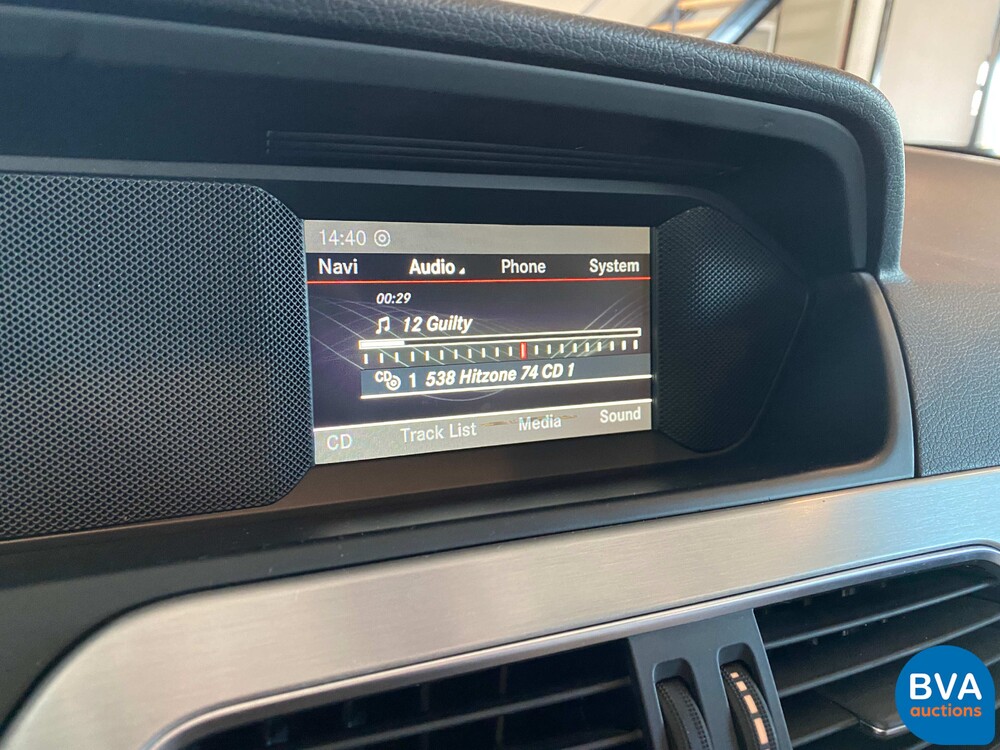 14:40
Navi Audio Phone System
00:29
12 Guilty
CD 1 538 Hitzone 74 CD 1
CD Track List Media Sound
BVA
auctions